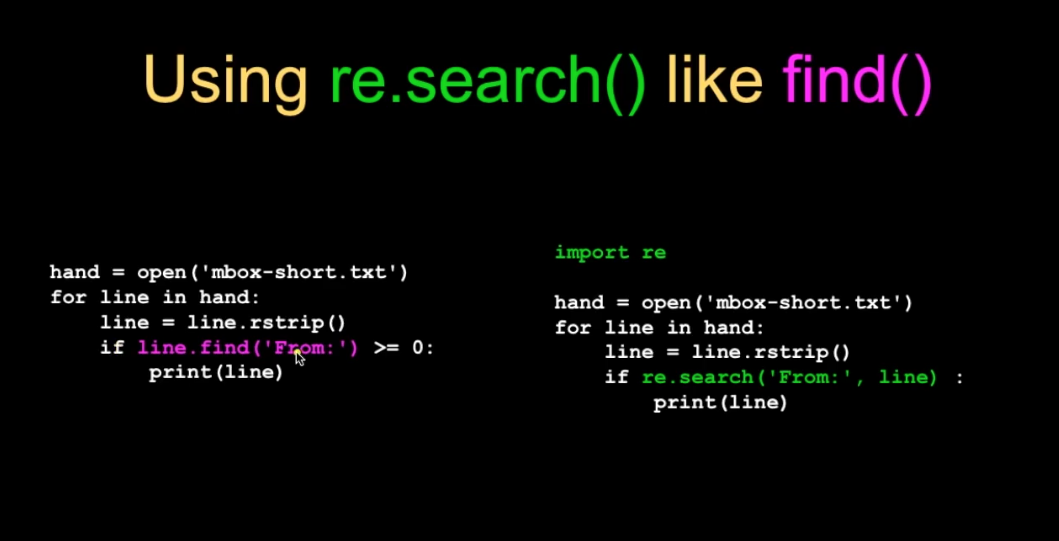 Using re.search() like find()
hand = open('mbox-short.txt')
for line in hand:
    line = line.rstrip()
    if line.find('From:') >= 0:
        print(line)
import re
hand = open('mbox-short.txt')
for line in hand:
    line = line.rstrip()
    if re.search('From:', line) :
        print(line)